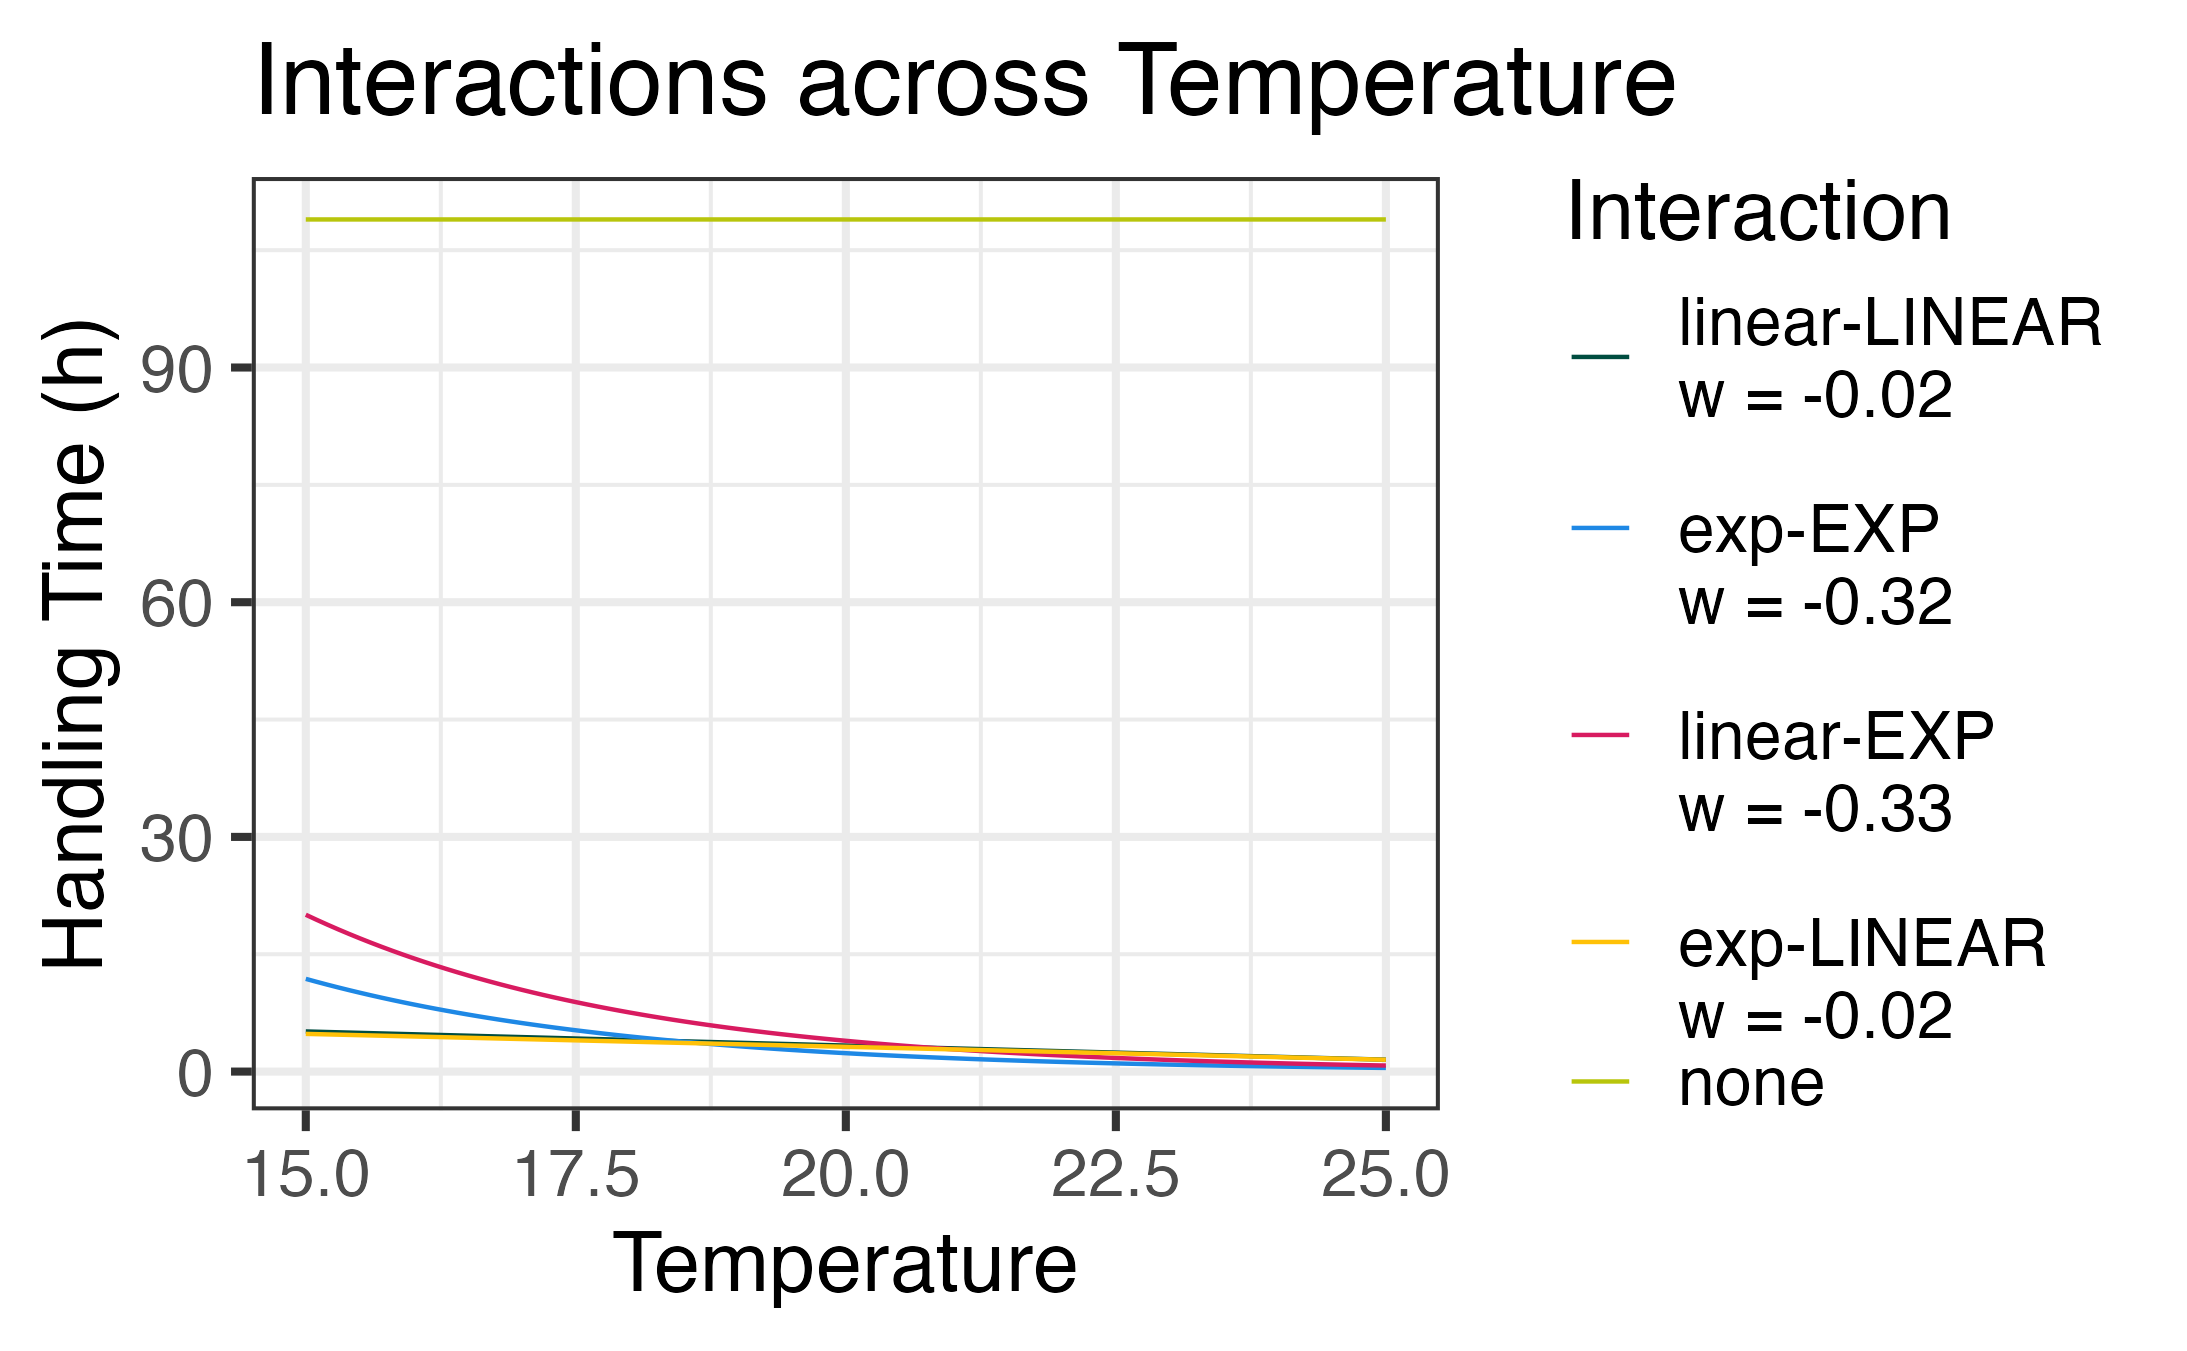 Interactions across Temperature
Handling Time (h)
90
60
30
0
15.0 17.5 20.0 22.5 25.0
Temperature
Interaction
linear-LINEAR
w = -0.02
exp-EXP
w = -0.32
linear-EXP
w = -0.33
exp-LINEAR
w = -0.02
none